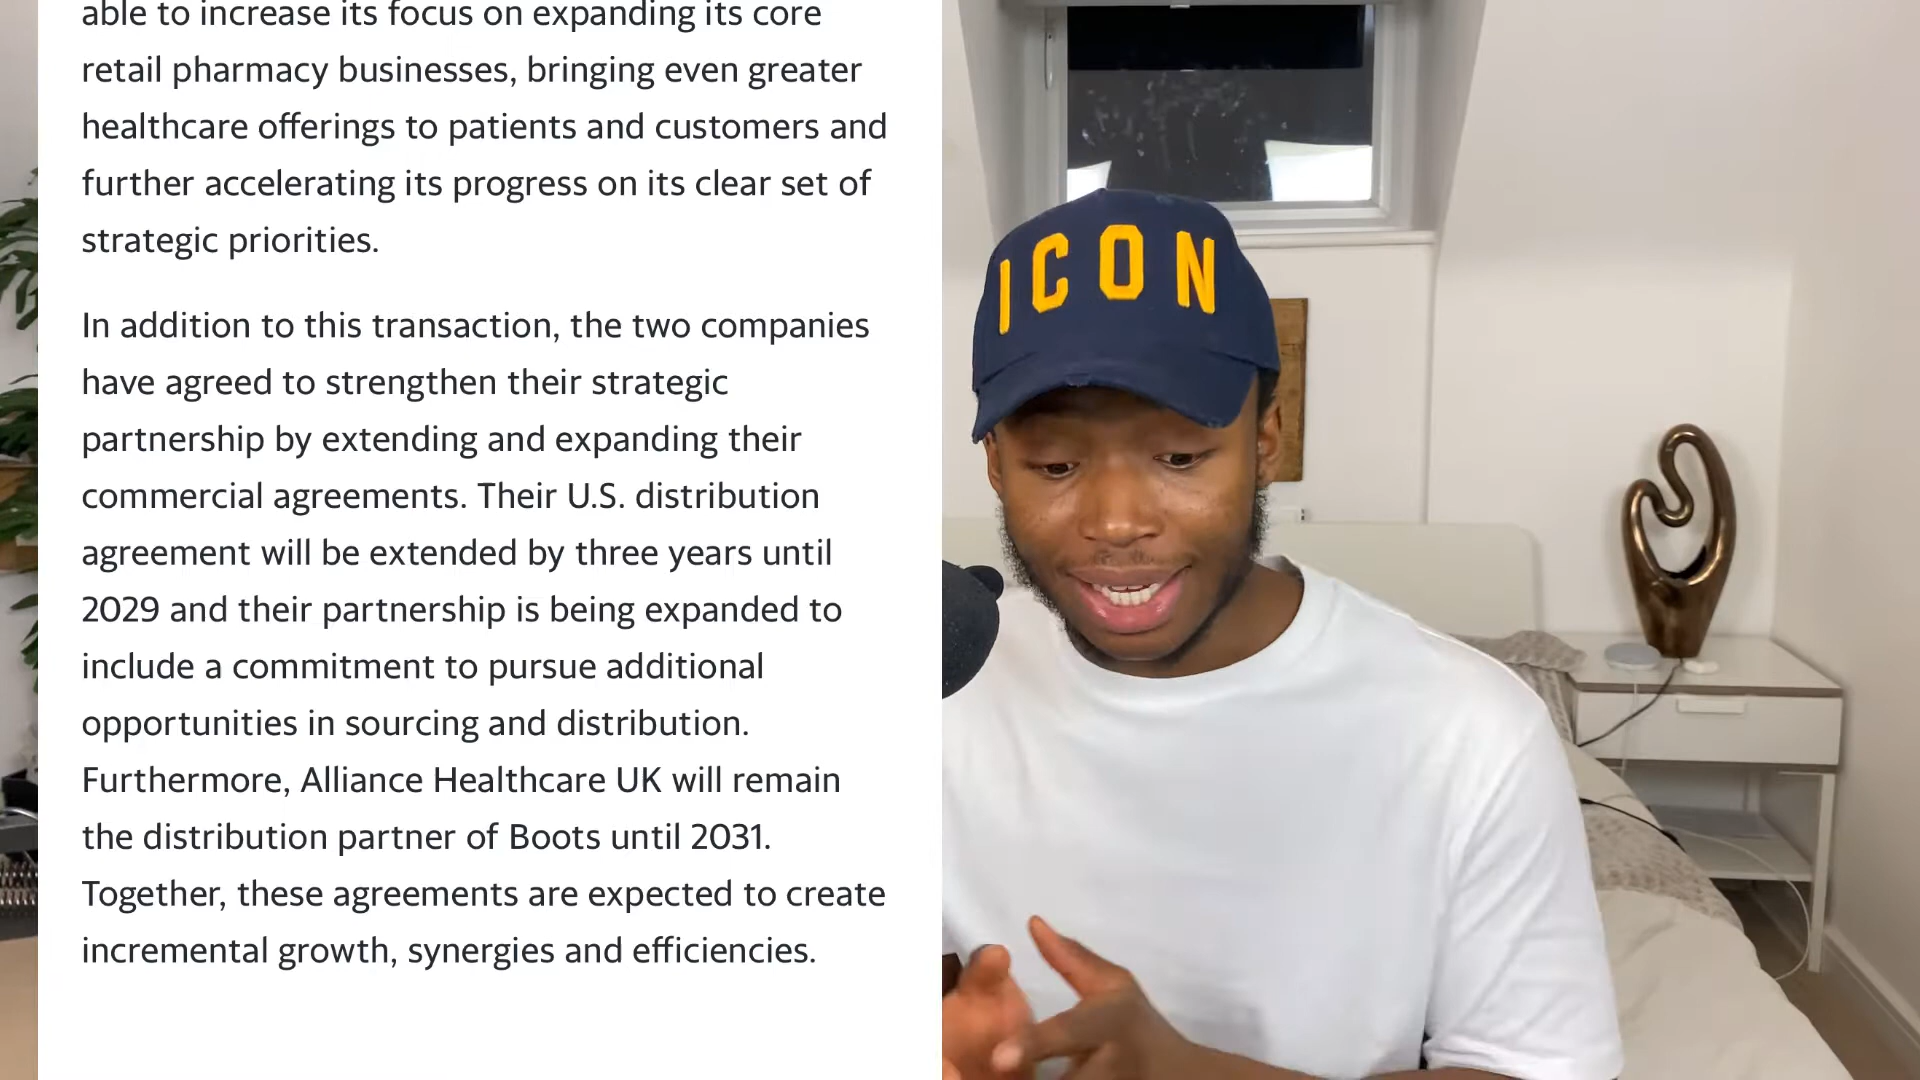 able to increase its focus on expanding its core
retail pharmacy businesses, bringing even greater
healthcare offerings to patients and customers and
further accelerating its progress on its clear set of
strategic priorities.
In addition to this transaction, the two companies
have agreed to strengthen their strategic
partnership by extending and expanding their
commercial agreements. Their U.S. distribution
agreement will be extended by three years until
2029 and their partnership is being expanded to
include a commitment to pursue additional
opportunities in sourcing and distribution.
Furthermore, Alliance Healthcare UK will remain
the distribution partner of Boots until 2031.
Together, these agreements are expected to create
incremental growth, synergies and efficiencies.
ICON